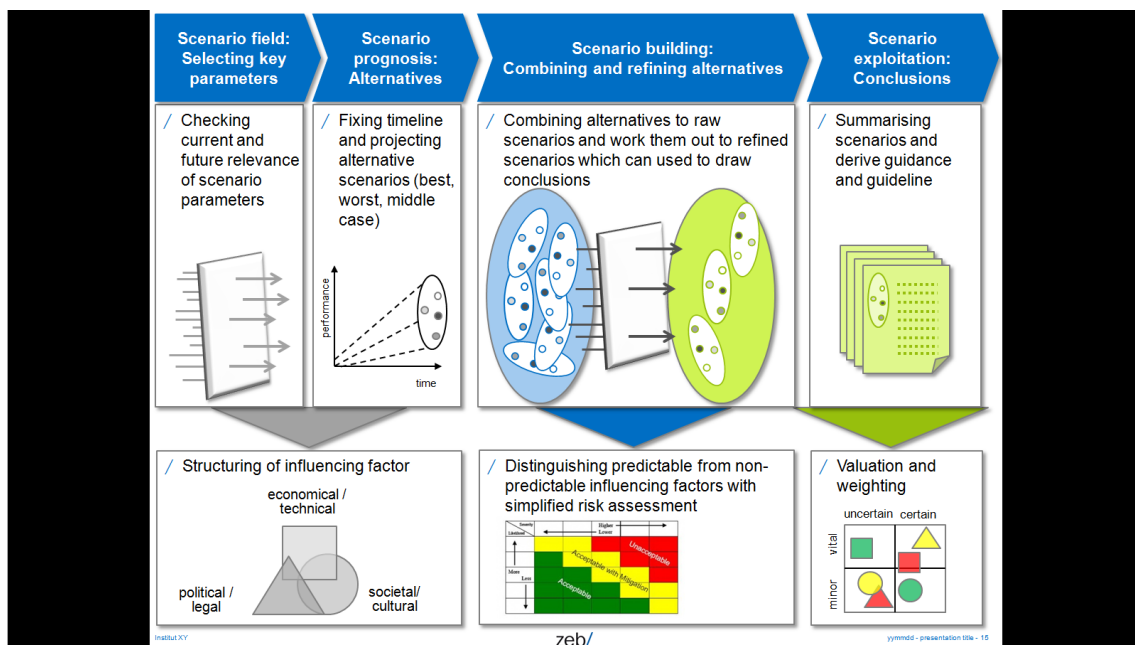 Scenario field:
Selecting key
parameters
Scenario
prognosis:
Alternatives
Scenario building:
Combining and refining alternatives
Scenario
exploitation:
Conclusions
/ Checking
current and
future relevance
of scenario
parameters
/ Fixing timeline
and projecting
alternative
scenarios (best,
worst, middle
case)
performance
time
/ Combining alternatives to raw
scenarios and work them out to refined
scenarios which can used to draw
conclusions
/ Summarising
scenarios and
derive guidance
and guideline
/ Structuring of influencing factor
economical /
technical
political /
legal
societal/
cultural
/ Distinguishing predictable from non-
predictable influencing factors with
simplified risk assessment
Severity
Likelihood
Higher
Lower
More
Less
Unacceptable
Acceptable with Mitigation
Acceptable
/ Valuation and
weighting
uncertain certain
vital
minor
Institut XY
zeb/
yymmdd - presentation title - 15